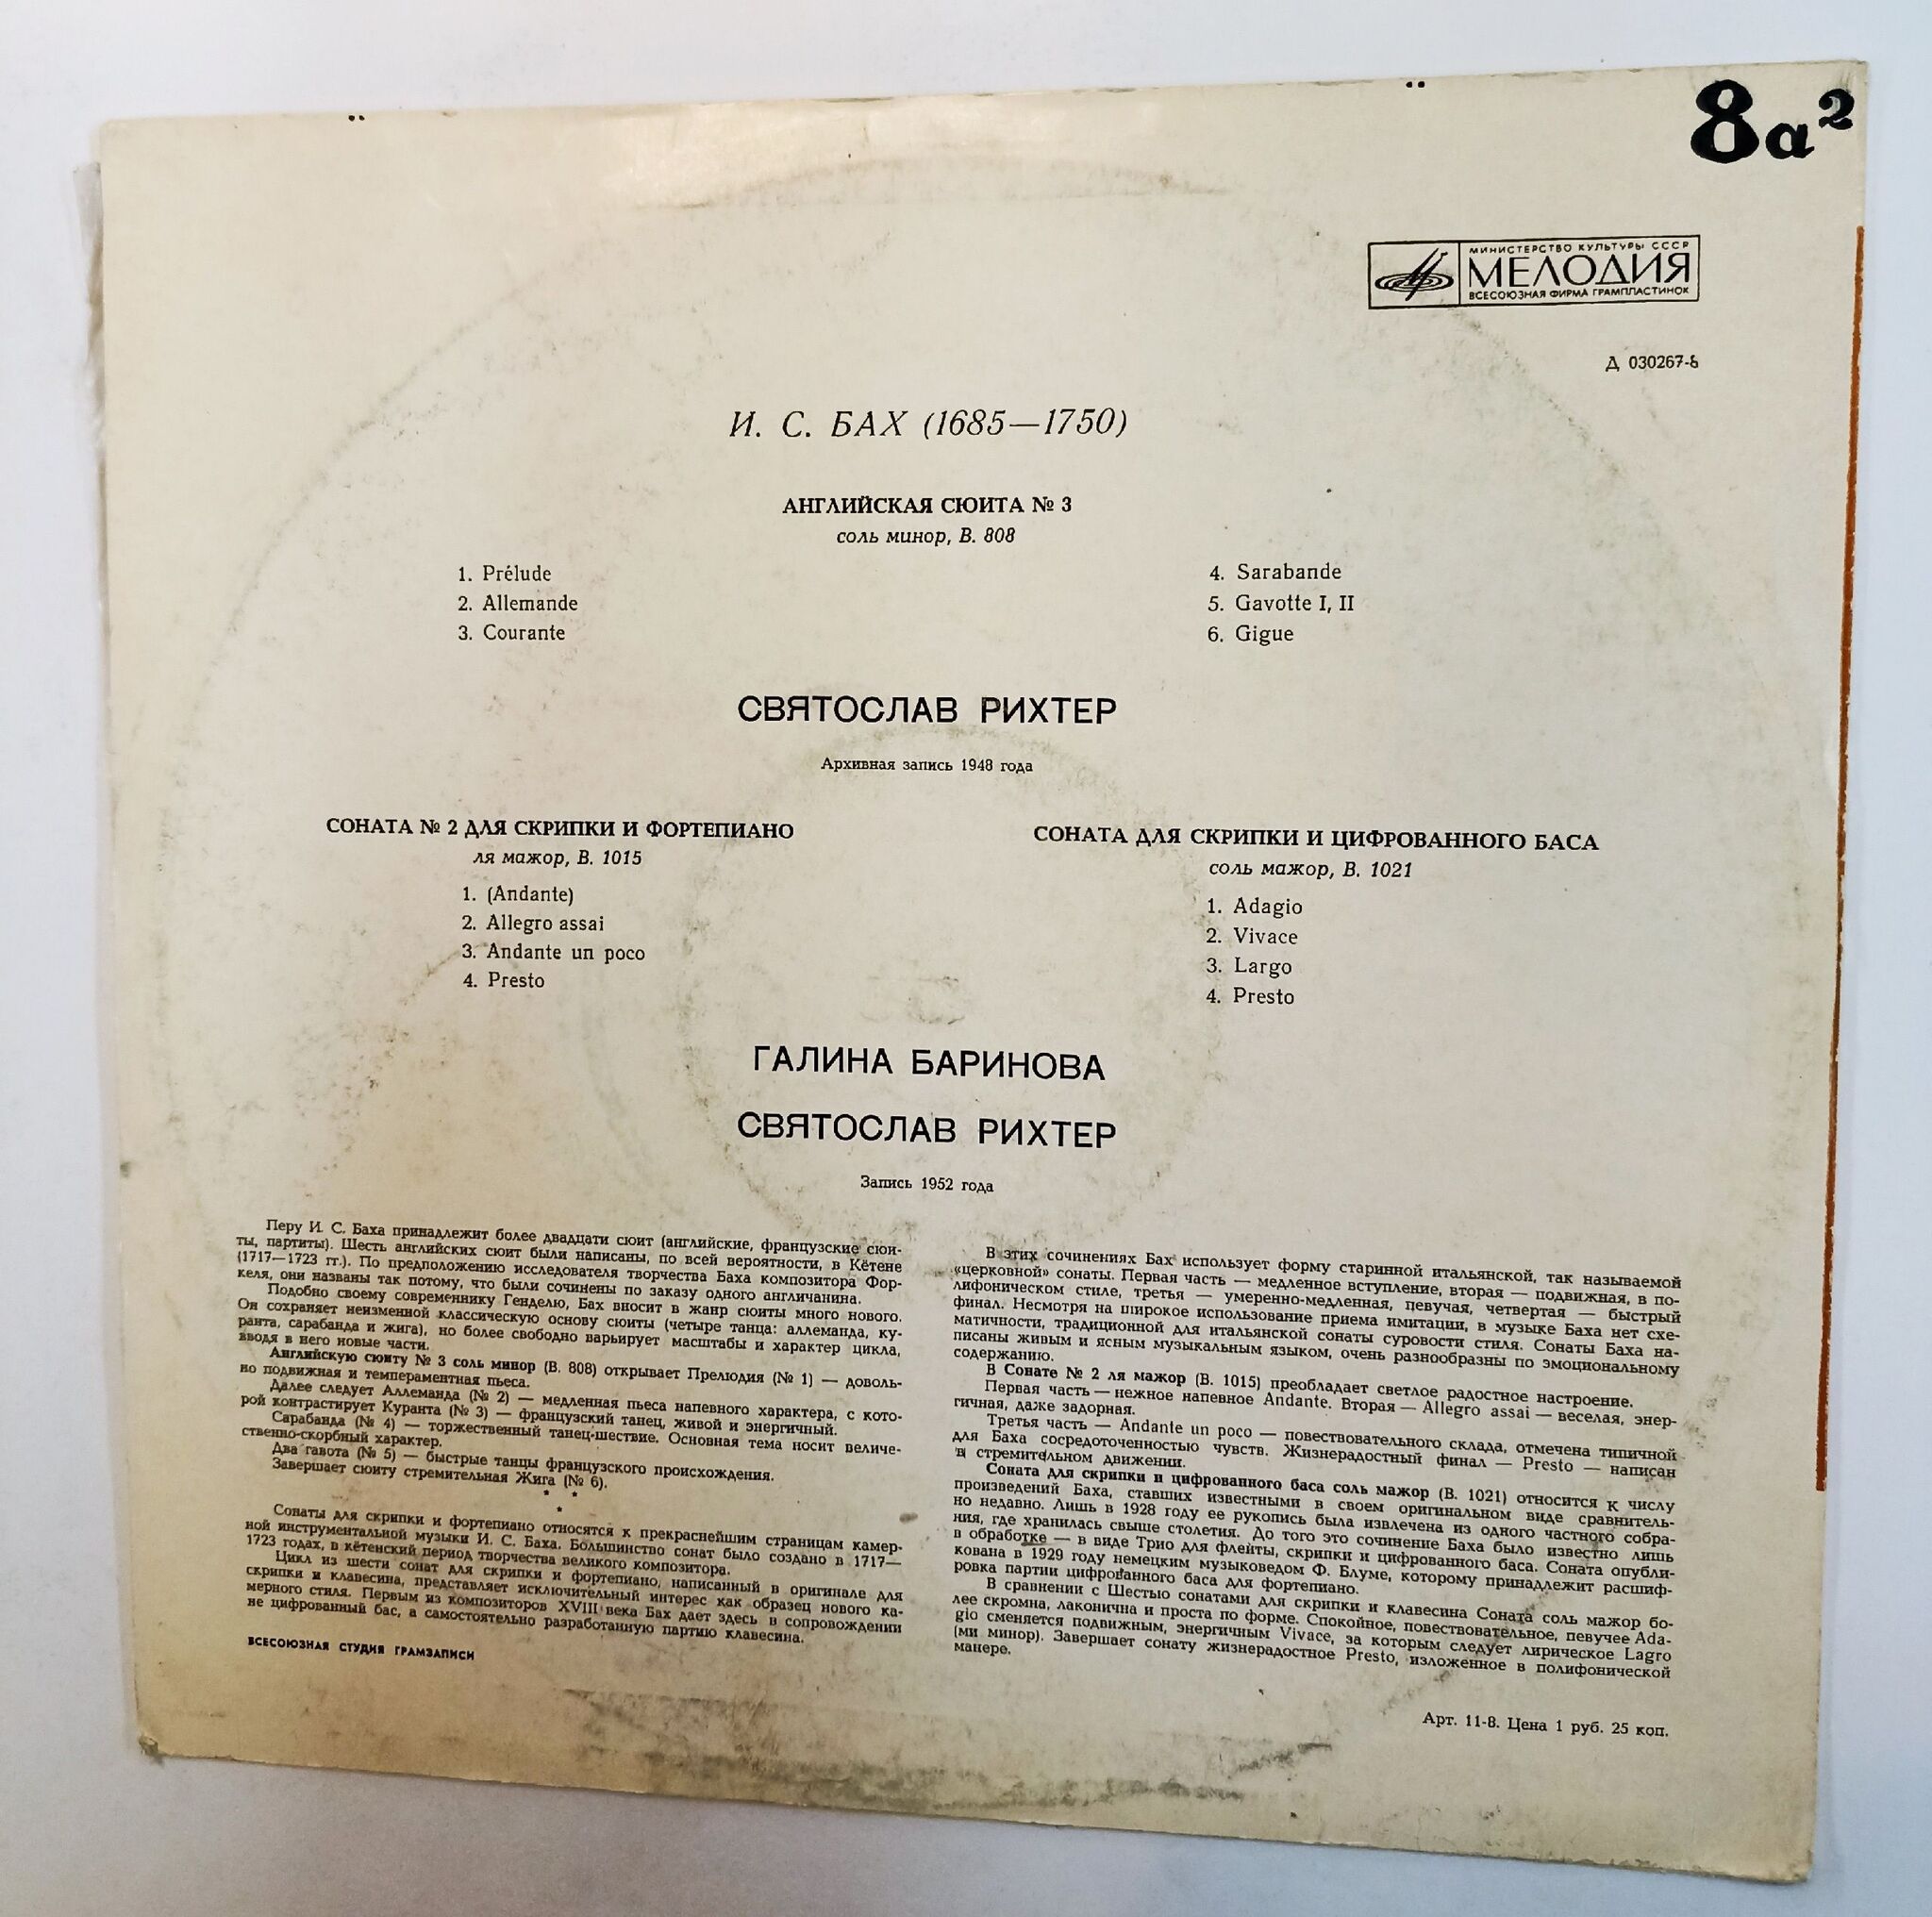 8а²
МИНИСТЕРСТВО КУЛЬТУРЫ СССР
МЕЛОДИЯ
ВСЕСОЮЗНАЯ ФИРМА ГРАМПЛАСТИНОК
Д 030267-8
И. С. БАХ (1685—1750)
АНГЛИЙСКАЯ СЮИТА № 3
соль минор, В. 808
1. Prélude
2. Allemande
3. Courante
4. Sarabande
5. Gavotte I, II
6. Gigue
СВЯТОСЛАВ РИХТЕР
Архивная запись 1948 года
СОНАТА № 2 ДЛЯ СКРИПКИ И ФОРТЕПИАНО
ля мажор, В. 1015
1. (Andante)
2. Allegro assai
3. Andante un poco
4. Presto
СОНАТА ДЛЯ СКРИПКИ И ЦИФРОВАННОГО БАСА
соль мажор, В. 1021
1. Adagio
2. Vivace
3. Largo
4. Presto
ГАЛИНА БАРИНОВА
СВЯТОСЛАВ РИХТЕР
Запись 1952 года
Перу И. С. Баха принадлежит более двадцати сюит (английские, французские сюи-
ты, партиты). Шесть английских сюит были написаны, по всей вероятности, в Кётене
(1717—1723 гг.). По предположению исследователя творчества Баха композитора Фор-
келя, они названы так потому, что были сочинены по заказу одного англичанина.
Подобно своему современнику Генделю, Бах вносит в жанр сюиты много нового.
Он сохраняет неизменной классическую основу сюиты (четыре танца: аллеманда, ку-
ранта, сарабанда и жига), но более свободно варьирует масштабы и характер цикла,
вводя в него новые части.
Английскую сюиту № 3 соль минор (В. 808) открывает Прелюдия (№ 1) — доволь-
но подвижная и темпераментная пьеса.
Далее следует Аллеманда (№ 2) — медленная пьеса напевного характера, с кото-
рой контрастирует Куранта (№ 3) — французский танец, живой и энергичный.
Сарабанда (№ 4) — торжественный танец-шествие. Основная тема носит величе-
ственно-скорбный характер.
Два гавота (№ 5) — быстрые танцы французского происхождения.
Завершает сюиту стремительная Жига (№ 6).
* *
*
Сонаты для скрипки и фортепиано относятся к прекраснейшим страницам камер-
ной инструментальной музыки И. С. Баха. Большинство сонат было создано в 1717—
1723 годах, в кётенский период творчества великого композитора.
Цикл из шести сонат для скрипки и фортепиано, написанный в оригинале для
скрипки и клавесина, представляет исключительный интерес как образец нового ка-
мерного стиля. Первым из композиторов XVIII века Бах дает здесь в сопровождении
не цифрованный бас, а самостоятельно разработанную партию клавесина.
ВСЕСОЮЗНАЯ СТУДИЯ ГРАМЗАПИСИ
В этих сочинениях Бах использует форму старинной итальянской, так называемой
«церковной» сонаты. Первая часть — медленное вступление, вторая — подвижная, в по-
лифоническом стиле, третья — умеренно-медленная, певучая, четвертая — быстрый
финал. Несмотря на широкое использование приема имитации, в музыке Баха нет схе-
матичности, традиционной для итальянской сонаты суровости стиля. Сонаты Баха на-
писаны живым и ясным музыкальным языком, очень разнообразны по эмоциональному
содержанию.
В Сонате № 2 ля мажор (В. 1015) преобладает светлое радостное настроение.
Первая часть — нежное напевное Andante. Вторая — Allegro assai — веселая, энер-
гичная, даже задорная.
Третья часть — Andante un poco — повествовательного склада, отмечена типичной
для Баха сосредоточенностью чувств. Жизнерадостный финал — Presto — написан
в стремительном движении.
Соната для скрипки и цифрованного баса соль мажор (В. 1021) относится к числу
произведений Баха, ставших известными в своем оригинальном виде сравнитель-
но недавно. Лишь в 1928 году ее рукопись была извлечена из одного частного собра-
ния, где хранилась свыше столетия. До того это сочинение Баха было известно лишь
в обработке — в виде Трио для флейты, скрипки и цифрованного баса. Соната опубли-
кована в 1929 году немецким музыковедом Ф. Блуме, которому принадлежит расшиф-
ровка партии цифрованного баса для фортепиано.
В сравнении с Шестью сонатами для скрипки и клавесина Соната соль мажор бо-
лее скромна, лаконична и проста по форме. Спокойное, повествовательное, певучее Ada-
gio сменяется подвижным, энергичным Vivace, за которым следует лирическое Lagro
(ми минор). Завершает сонату жизнерадостное Presto, изложенное в полифонической
манере.
Арт. 11-8. Цена 1 руб. 25 коп.